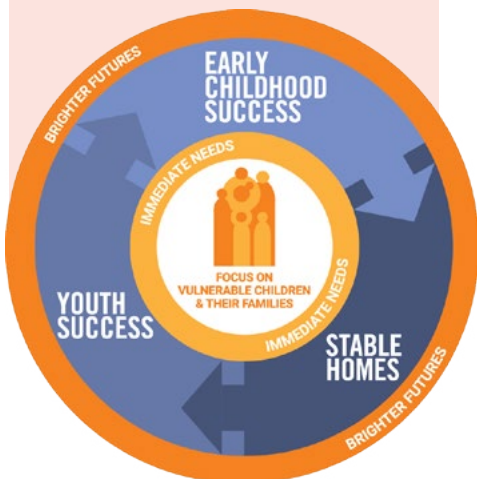 BRIGHTER FUTURES
EARLY
CHILDHOOD
SUCCESS
IMMEDIATE NEEDS
FOCUS ON
VULNERABLE CHILDREN
& THEIR FAMILIES
IMMEDIATE NEEDS
YOUTH
SUCCESS
STABLE
HOMES
BRIGHTER FUTURES